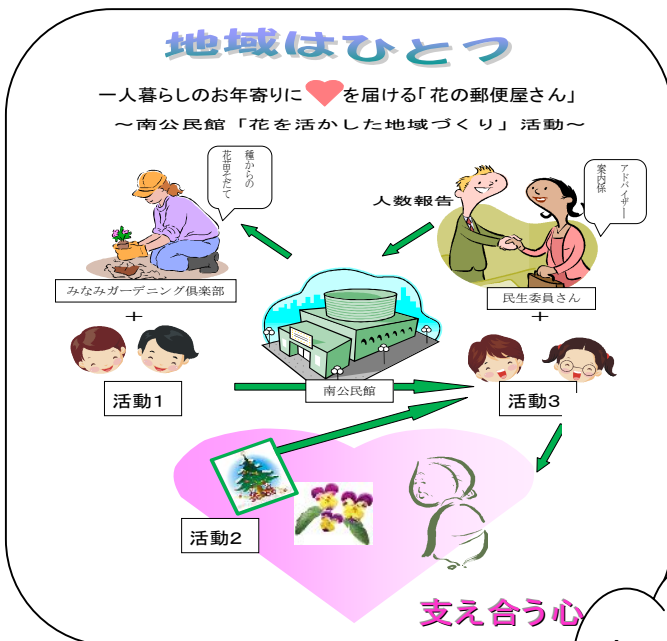 地域はひとつ
一人暮らしのお年寄りに
を届ける「花の郵便屋さん」
～南公民館「花を活かした地域づくり」活動～
種からの
花苗そだて
アドバイザー
案内係
人数報告
みなみガーデニング倶楽部
民生委員さん
+
+
南公民館
活動1
活動3
活動2
支え合う心